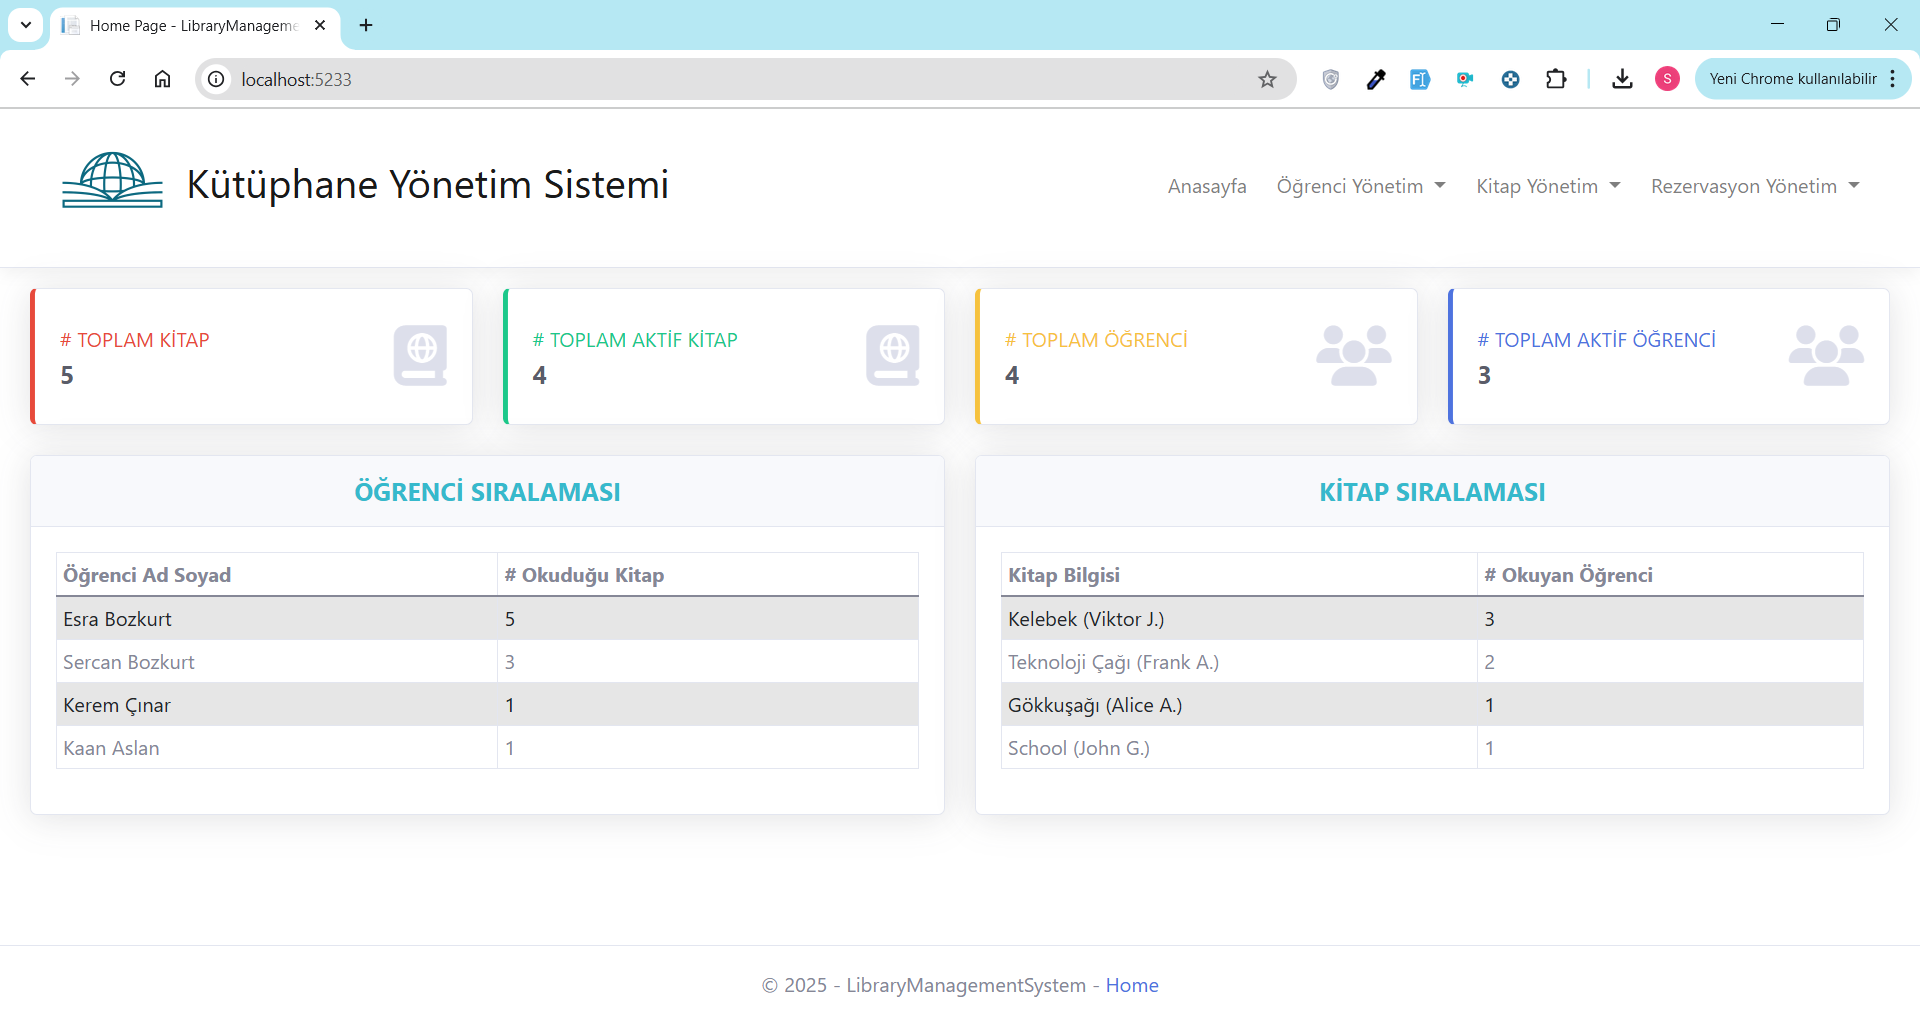 Home Page - LibraryManageme
localhost:5233
S
Yeni Chrome kullanılabilir
Kütüphane Yönetim Sistemi
Anasayfa Öğrenci Yönetim Kitap Yönetim Rezervasyon Yönetim
# TOPLAM KİTAP
5
# TOPLAM AKTİF KİTAP
4
# TOPLAM ÖĞRENCİ
4
# TOPLAM AKTİF ÖĞRENCİ
3
ÖĞRENCİ SIRALAMASI
Öğrenci Ad Soyad # Okuduğu Kitap
Esra Bozkurt 5
Sercan Bozkurt 3
Kerem Çınar 1
Kaan Aslan 1
KİTAP SIRALAMASI
Kitap Bilgisi # Okuyan Öğrenci
Kelebek (Viktor J.) 3
Teknoloji Çağı (Frank A.) 2
Gökkuşağı (Alice A.) 1
School (John G.) 1
© 2025 - LibraryManagementSystem - Home